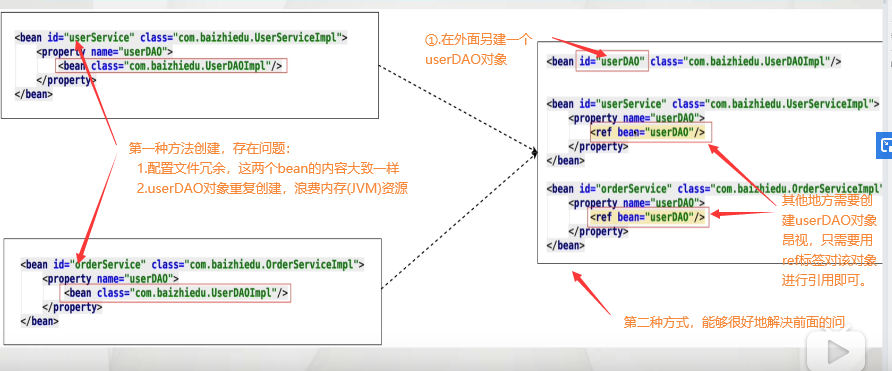 <bean id="userService" class="com.baizhiedu.UserServiceImpl">
<property name="userDAO">
<bean class="com.baizhiedu.UserDAOImpl"/>
</property>
</bean>
第一种方法创建，存在问题：
1.配置文件冗余，这两个bean的内容大致一样
2.userDAO对象重复创建，浪费内存(JVM)资源
<bean id="orderService" class="com.baizhiedu.OrderServiceImpl">
<property name="userDAO">
<bean class="com.baizhiedu.UserDAOImpl"/>
</property>
</bean>
①.在外面另建一个
userDAO对象
<bean id="userDAO" class="com.baizhiedu.UserDAOImpl"/>
<bean id="userService" class="com.baizhiedu.UserServiceImpl">
<property name="userDAO">
<ref bean="userDAO"/>
</property>
</bean>
<bean id="orderService" class="com.baizhiedu.OrderServiceImpl"
<property name="userDAO">
<ref bean="userDAO"/>
</property>
</bean>
其他地方需要创
建userDAO对象
昂视，只需要用
ref标签对该对象
进行引用即可。
第二种方式，能够很好地解决前面的问